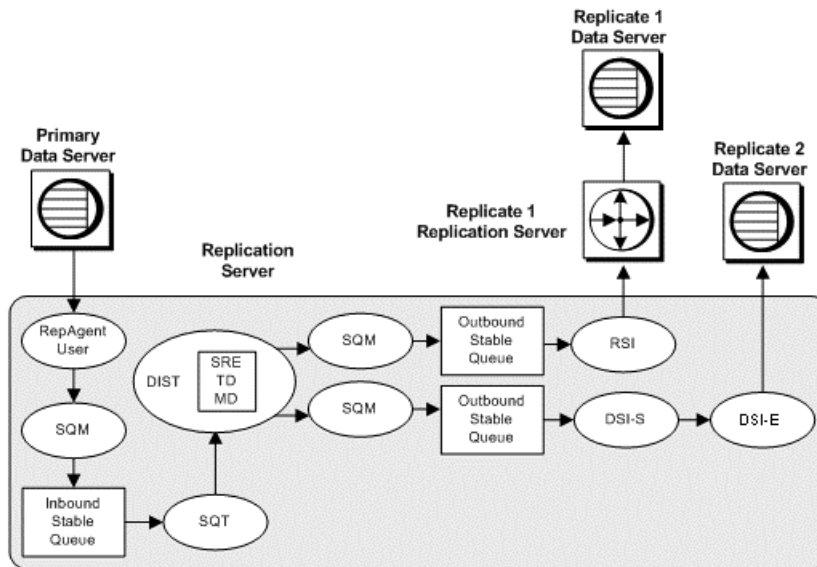 Replicate 1
Data Server
Primary
Data Server
Replicate 2
Data Server
Replicate 1
Replication Server
Replication
Server
RepAgent
User
SQM
Inbound
Stable
Queue
SQT
DIST
SRE
TD
MD
SQM
Outbound
Stable
Queue
RSI
SQM
Outbound
Stable
Queue
DSI-S
DSI-E